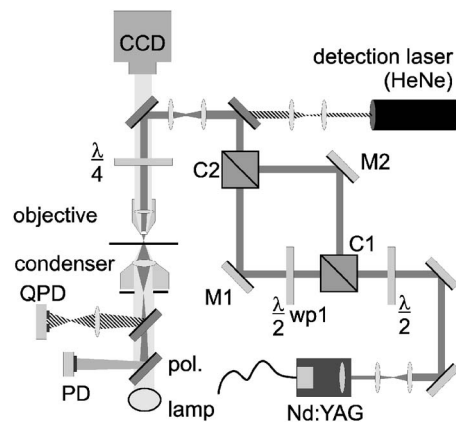 CCD
detection laser
(HeNe)
λ
4
C2
M2
objective
C1
condenser
QPD
M1
λ
2
wp1
λ
2
PD
pol.
lamp
Nd:YAG